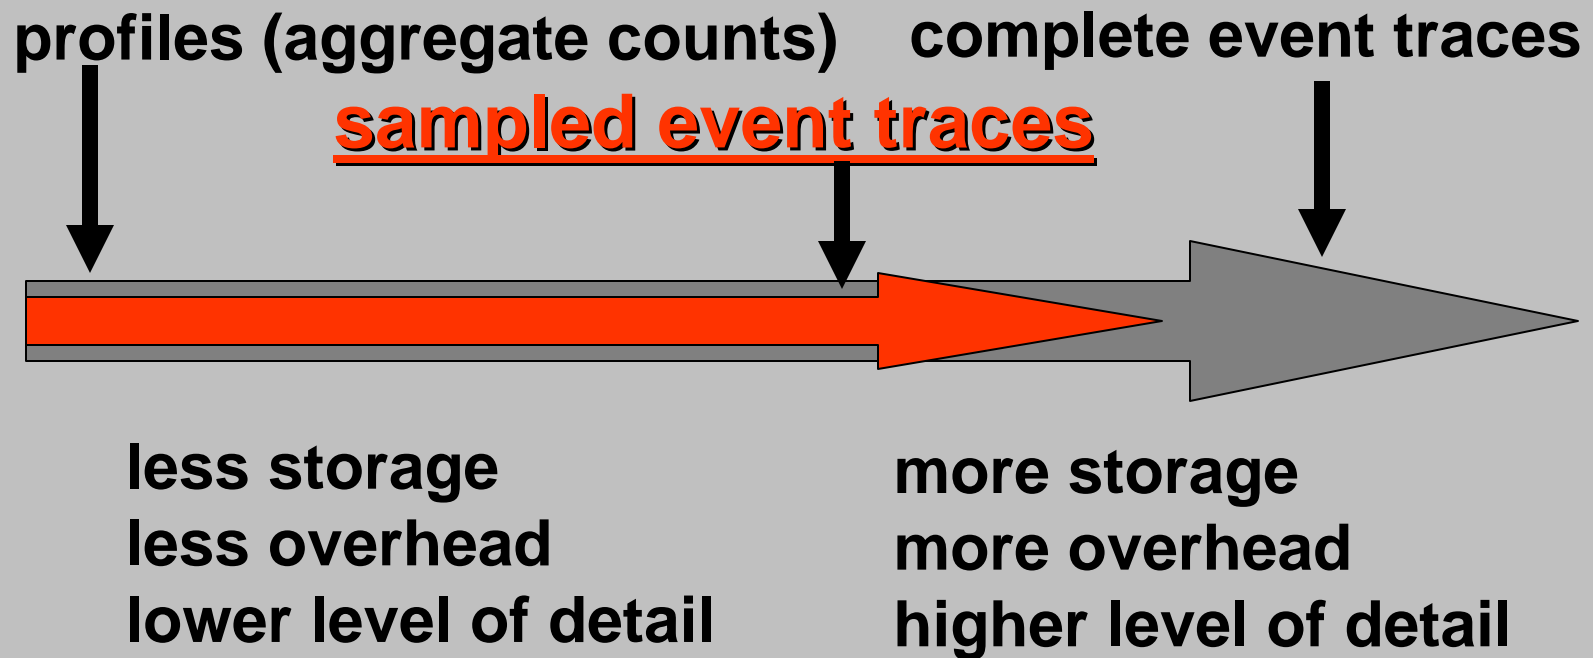 profiles (aggregate counts)
complete event traces
sampled event traces
less storage
less overhead
lower level of detail
more storage
more overhead
higher level of detail